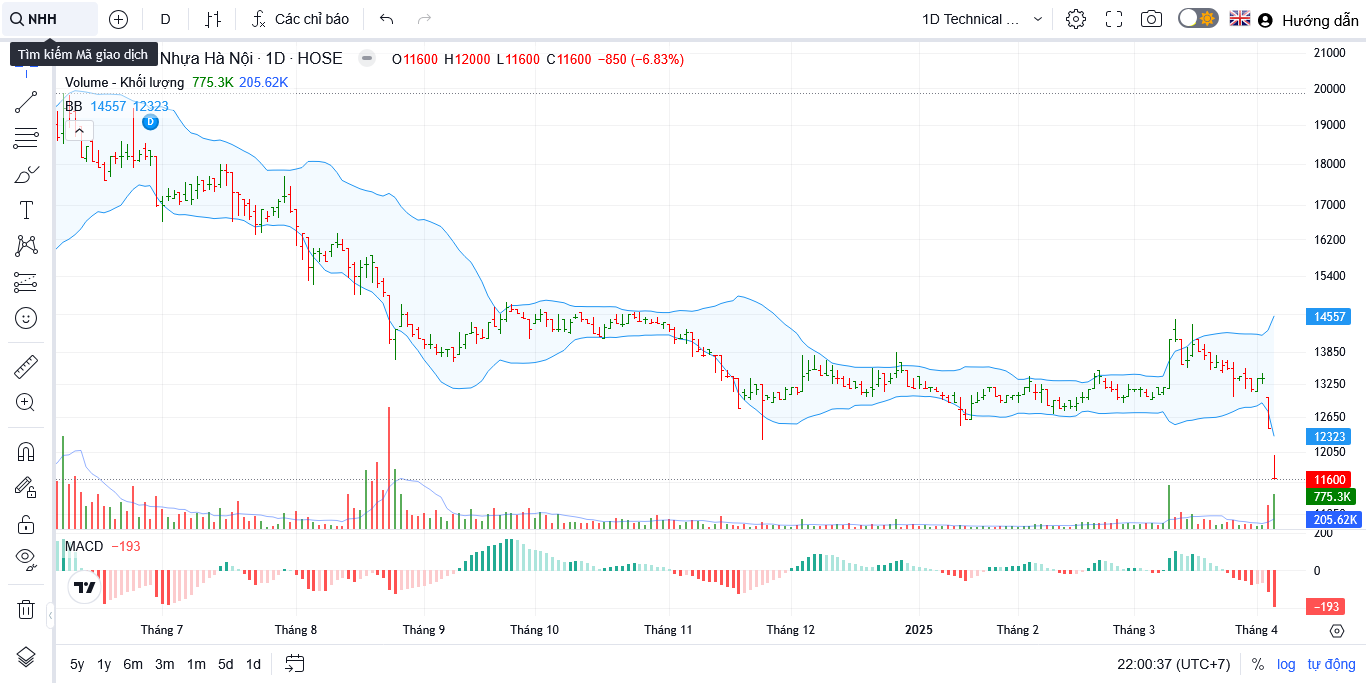 NHH
D
Các chỉ báo
1D Technical ...
Hướng dẫn
Tìm kiếm Mã giao dịch
Nhựa Hà Nội · 1D · HOSE
O11600 H12000 L11600 C11600 −850 (−6.83%)
Volume - Khối lượng 775.3K 205.62K
BB 14557 12323
D
21000
20000
19000
18000
17000
16200
15400
14557
13850
13250
12650
12323
12050
11600
775.3K
205.62K
200
MACD −193
0
−193
Tháng 7
Tháng 8
Tháng 9
Tháng 10
Tháng 11
Tháng 12
2025
Tháng 2
Tháng 3
Tháng 4
5y 1y 6m 3m 1m 5d 1d
22:00:37 (UTC+7)
% log tự động